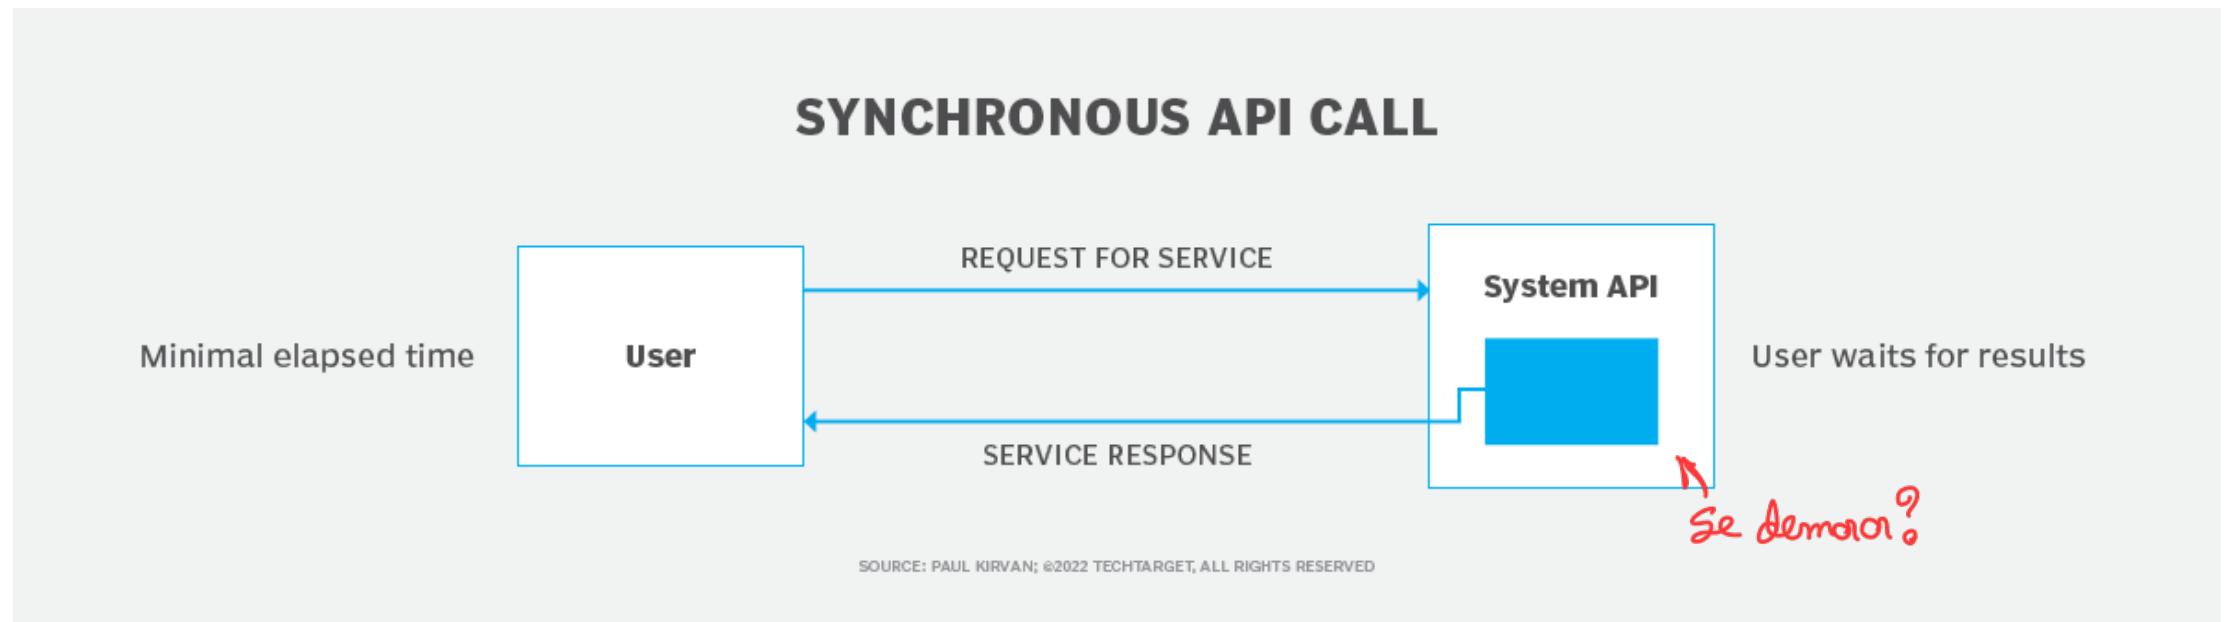 SYNCHRONOUS API CALL
REQUEST FOR SERVICE
System API
Minimal elapsed time
User
User waits for results
SERVICE RESPONSE
Se demorar?
SOURCE: PAUL KIRVAN; ©2022 TECHTARGET, ALL RIGHTS RESERVED